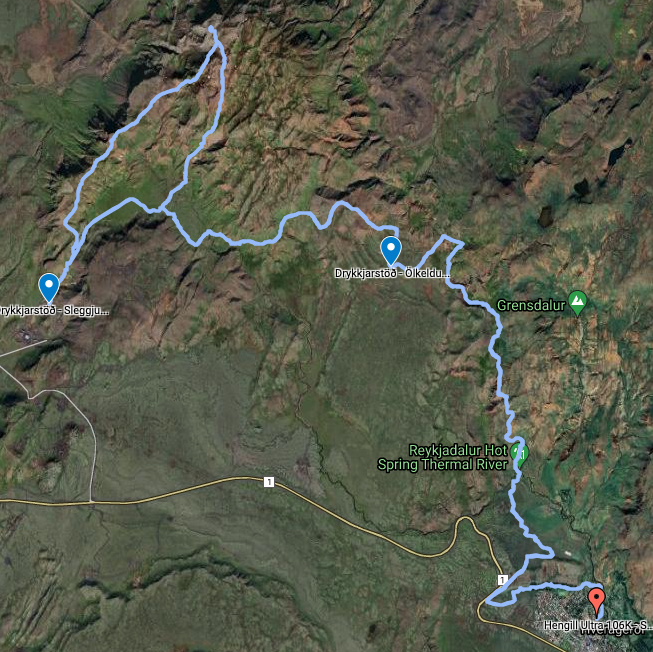 Drykkjarstöð - Ölkeldu...
rykkjarstöð - Sleggju...
Grensdalur
Reykjadalur Hot
Spring Thermal River
1
1
Hengill Ultra 106K - S...
Hveragerði